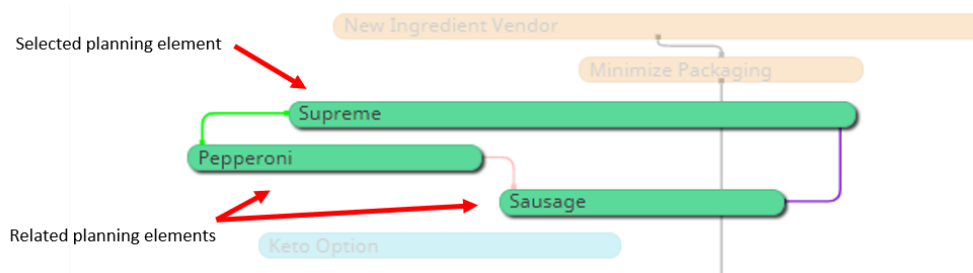 New Ingredient Vendor
Selected planning element
Minimize Packaging
Supreme
Pepperoni
Sausage
Related planning elements
Keto Option